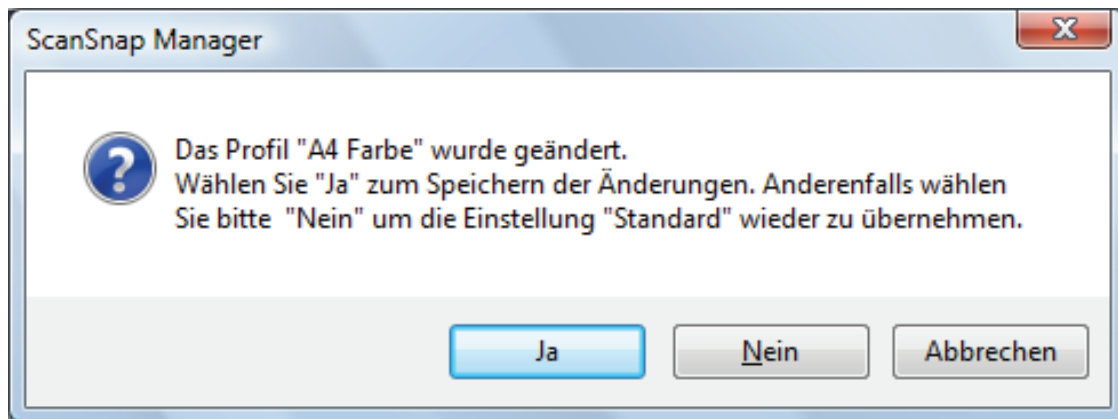 ScanSnap Manager
Das Profil "A4 Farbe" wurde geändert.
Wählen Sie "Ja" zum Speichern der Änderungen. Anderenfalls wählen
Sie bitte  "Nein" um die Einstellung "Standard" wieder zu übernehmen.
Ja Nein Abbrechen